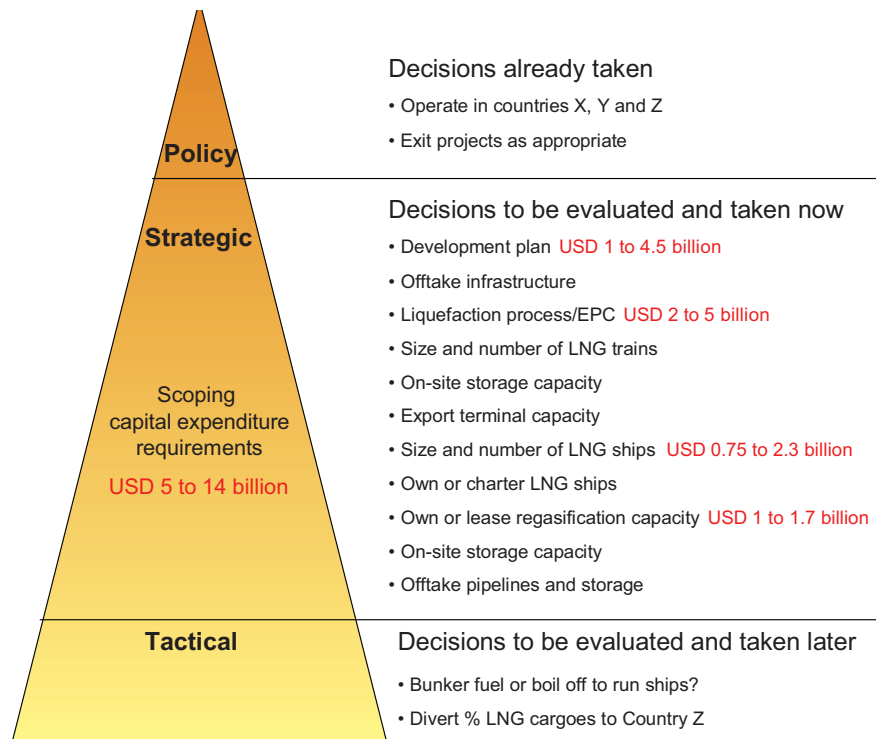 Policy
Decisions already taken
• Operate in countries X, Y and Z
• Exit projects as appropriate
Strategic
Scoping
capital expenditure
requirements
USD 5 to 14 billion
Decisions to be evaluated and taken now
• Development plan USD 1 to 4.5 billion
• Offtake infrastructure
• Liquefaction process/EPC USD 2 to 5 billion
• Size and number of LNG trains
• On-site storage capacity
• Export terminal capacity
• Size and number of LNG ships USD 0.75 to 2.3 billion
• Own or charter LNG ships
• Own or lease regasification capacity USD 1 to 1.7 billion
• On-site storage capacity
• Offtake pipelines and storage
Tactical
Decisions to be evaluated and taken later
• Bunker fuel or boil off to run ships?
• Divert % LNG cargoes to Country Z